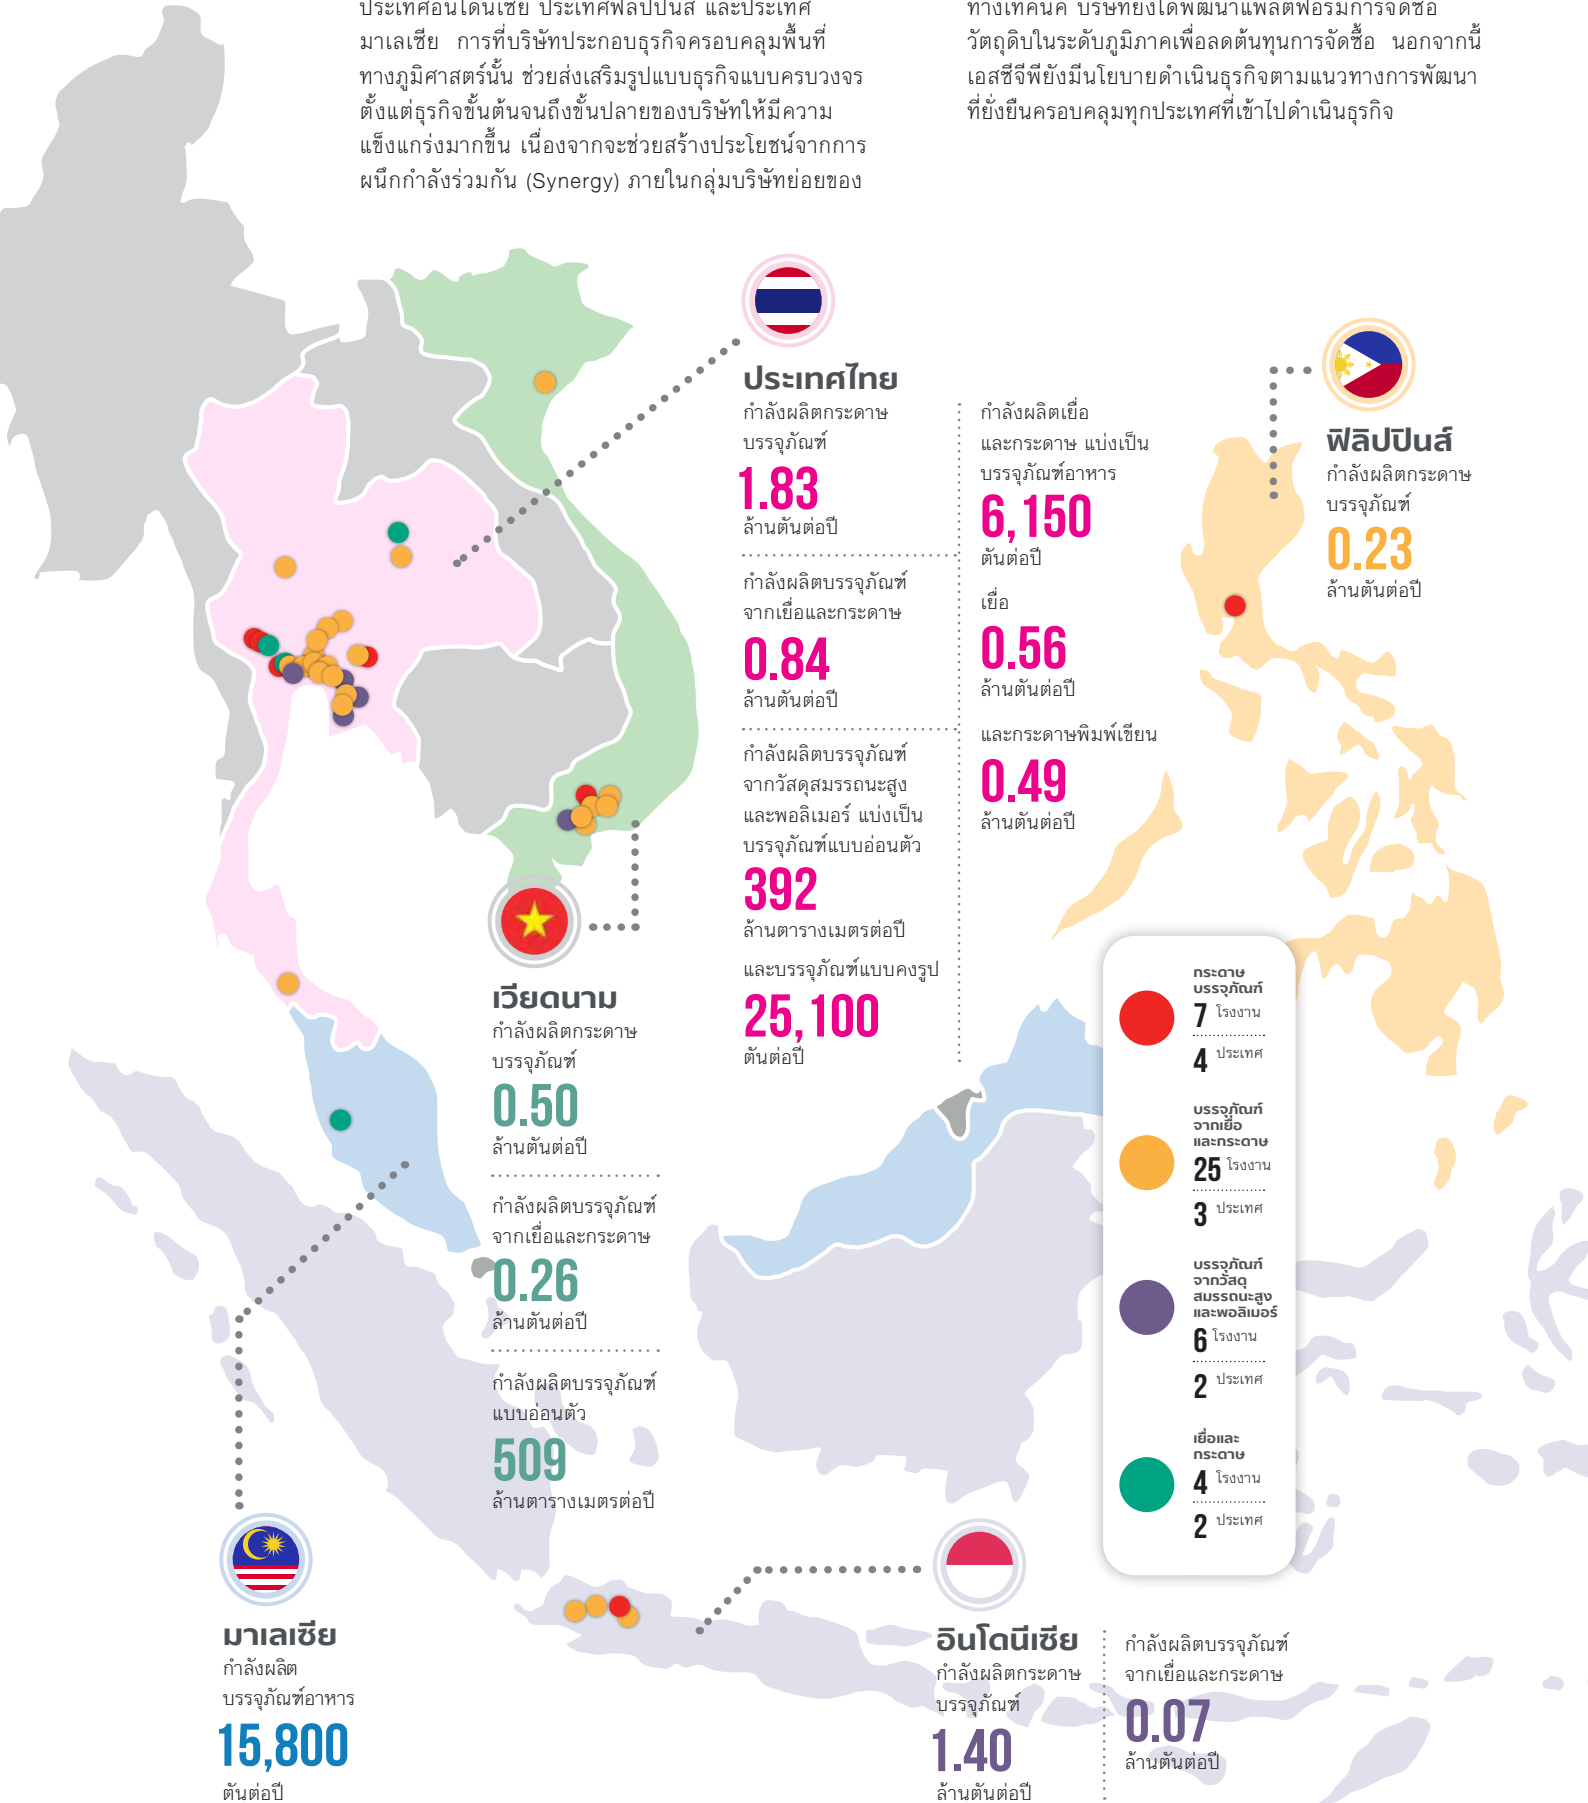 ประเทศอินโดนีเซีย ประเทศฟิลิปปินส์ และประเทศ
มาเลเซีย การที่บริษัทประกอบธุรกิจครอบคลุมพื้นที่
ทางภูมิศาสตร์นั้น ช่วยส่งเสริมรูปแบบธุรกิจแบบครบวงจร
ตั้งแต่ธุรกิจขั้นต้นจนถึงขั้นปลายของบริษัทให้มีความ
แข็งแกร่งมากขึ้น เนื่องจากจะช่วยสร้างประโยชน์จากการ
ผนึกกำลังร่วมกัน (Synergy) ภายในกลุ่มบริษัทย่อยของ
ทางเทคนิค บริษัทยังได้พัฒนาแพลตฟอร์มการจัดซื้อ
วัตถุดิบในระดับภูมิภาคเพื่อลดต้นทุนการจัดซื้อ นอกจากนี้
เอสซีจีพียังมีนโยบายดำเนินธุรกิจตามแนวทางการพัฒนา
ที่ยั่งยืนครอบคลุมทุกประเทศที่เข้าไปดำเนินธุรกิจ
ประเทศไทย
กำลังผลิตกระดาษ
บรรจุภัณฑ์
1.83
ล้านตันต่อปี
กำลังผลิตบรรจุภัณฑ์
จากเยื่อและกระดาษ
0.84
ล้านตันต่อปี
กำลังผลิตบรรจุภัณฑ์
จากวัสดุสมรรถนะสูง
และพอลิเมอร์ แบ่งเป็น
บรรจุภัณฑ์แบบอ่อนตัว
392
ล้านตารางเมตรต่อปี
และบรรจุภัณฑ์แบบคงรูป
25,100
ตันต่อปี
กำลังผลิตเยื่อ
และกระดาษ แบ่งเป็น
บรรจุภัณฑ์อาหาร
6,150
ตันต่อปี
เยื่อ
0.56
ล้านตันต่อปี
และกระดาษพิมพ์เขียน
0.49
ล้านตันต่อปี
ฟิลิปปินส์
กำลังผลิตกระดาษ
บรรจุภัณฑ์
0.23
ล้านตันต่อปี
เวียดนาม
กำลังผลิตกระดาษ
บรรจุภัณฑ์
0.50
ล้านตันต่อปี
กำลังผลิตบรรจุภัณฑ์
จากเยื่อและกระดาษ
0.26
ล้านตันต่อปี
กำลังผลิตบรรจุภัณฑ์
แบบอ่อนตัว
509
ล้านตารางเมตรต่อปี
กระดาษ
บรรจุภัณฑ์
7 โรงงาน
4 ประเทศ
บรรจุภัณฑ์
จากเยื่อ
และกระดาษ
25 โรงงาน
3 ประเทศ
บรรจุภัณฑ์
จากวัสดุ
สมรรถนะสูง
และพอลิเมอร์
6 โรงงาน
2 ประเทศ
เยื่อและ
กระดาษ
4 โรงงาน
2 ประเทศ
มาเลเซีย
กำลังผลิต
บรรจุภัณฑ์อาหาร
15,800
ตันต่อปี
อินโดนีเซีย
กำลังผลิตกระดาษ
บรรจุภัณฑ์
1.40
ล้านตันต่อปี
กำลังผลิตบรรจุภัณฑ์
จากเยื่อและกระดาษ
0.07
ล้านตันต่อปี